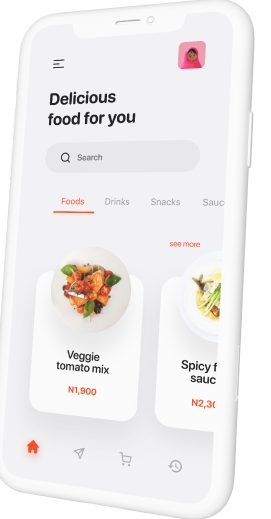 Delicious
food for you
Search
Foods Drinks Snacks Sauc
see more
Veggie
tomato mix
N1,900
Spicy f
sauc
N2,30